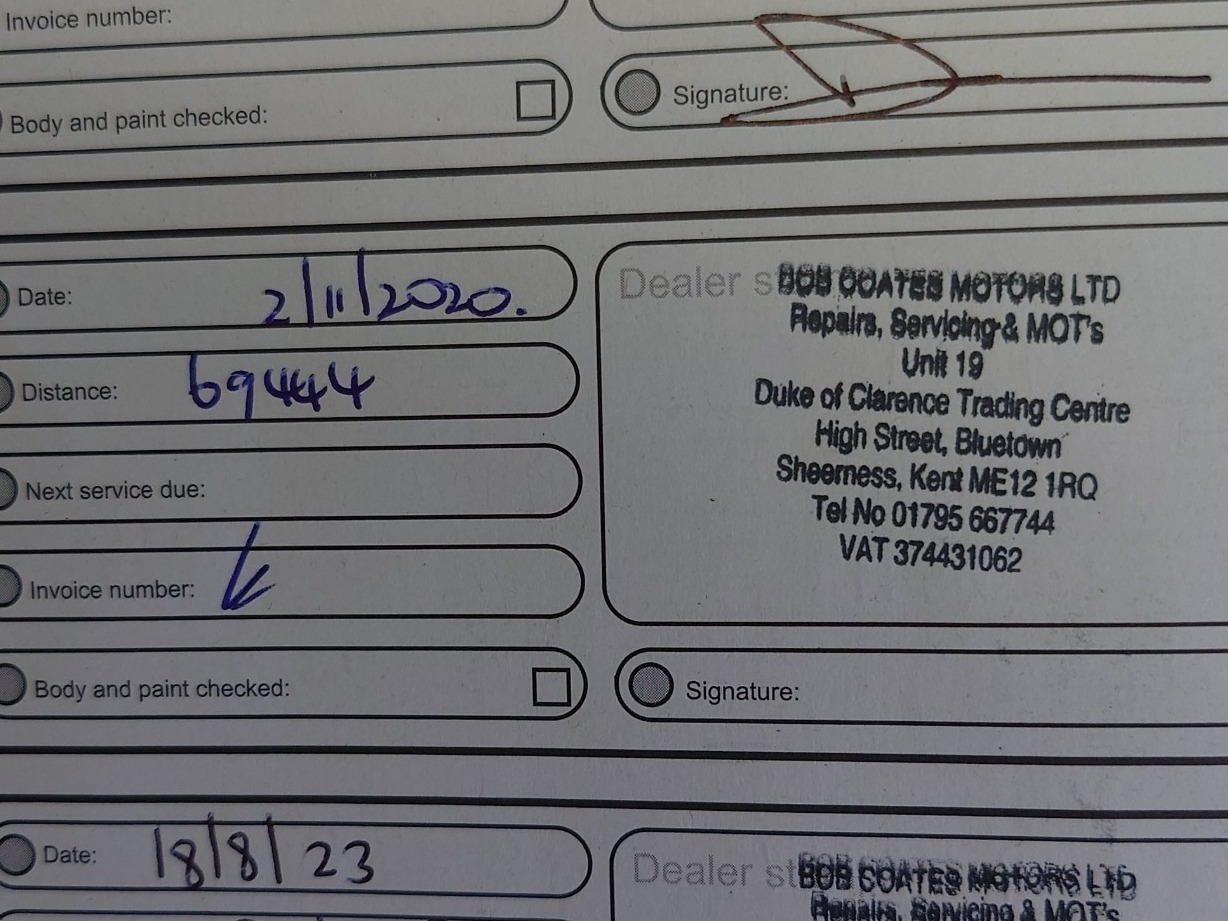 Invoice number:
Body and paint checked:
Signature:
Date: 2/11/2020.
Distance: 69444
Next service due:
Invoice number:
Body and paint checked:
Dealer s
BOB COATES MOTORS LTD
Repairs, Servicing & MOT's
Unit 19
Duke of Clarence Trading Centre
High Street, Bluetown
Sheerness, Kent ME12 1RQ
Tel No 01795 667744
VAT 374431062
Signature:
Date: 18/8/23
Dealer st
BOB COATES MOTORS LTD
Repairs, Servicing & MOT's